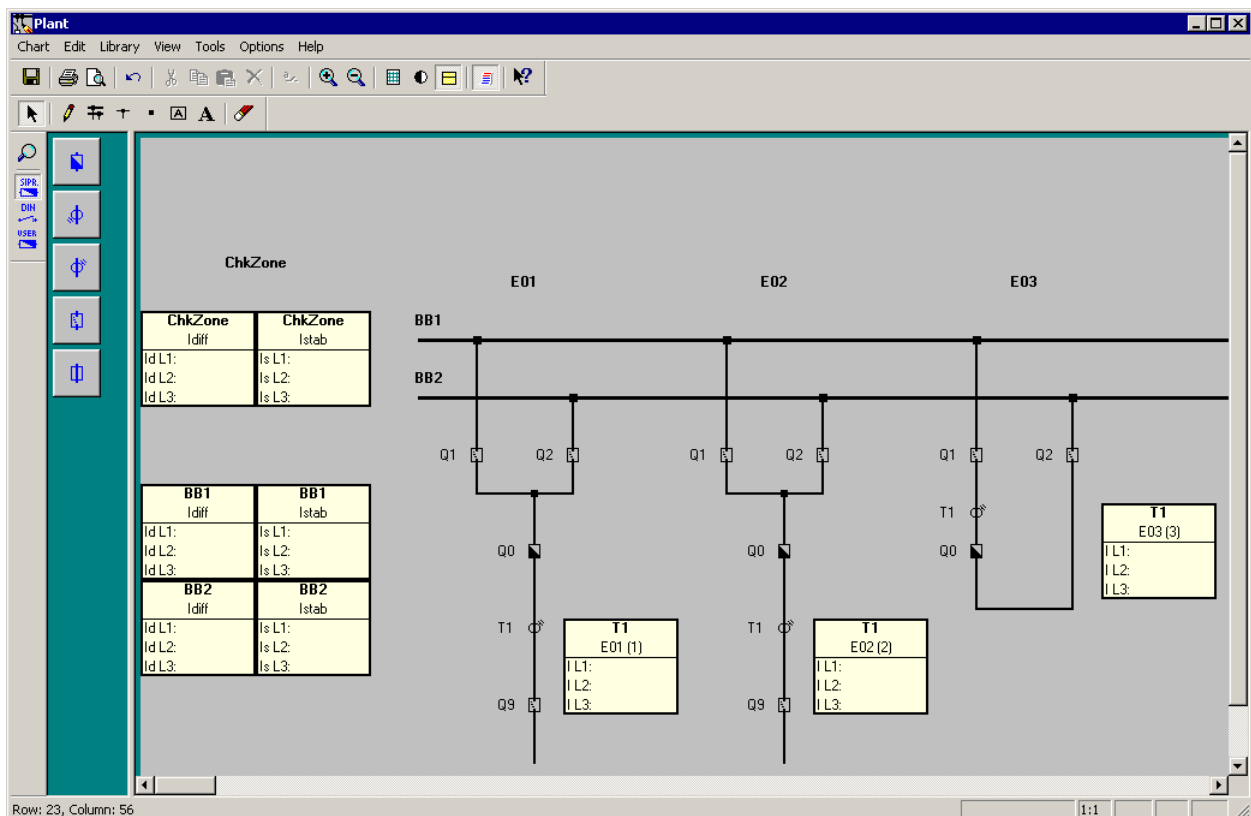 Plant
Chart Edit Library View Tools Options Help
A A
SIPR.
DIN
USER
ChkZone
E01 E02 E03
ChkZone ChkZone
Idiff Istab
Id L1: Is L1:
Id L2: Is L2:
Id L3: Is L3:
BB1
BB2
Q1 Q2 Q1 Q2 Q1 Q2
BB1 BB1
Idiff Istab
Id L1: Is L1:
Id L2: Is L2:
Id L3: Is L3:
BB2 BB2
Idiff Istab
Id L1: Is L1:
Id L2: Is L2:
Id L3: Is L3:
T1
Q0 Q0 Q0
T1
E03 (3)
I L1:
I L2:
I L3:
T1 T1
T1
E01 (1)
I L1:
I L2:
I L3:
T1
E02 (2)
I L1:
I L2:
I L3:
Q9 Q9
Row: 23, Column: 56
1:1